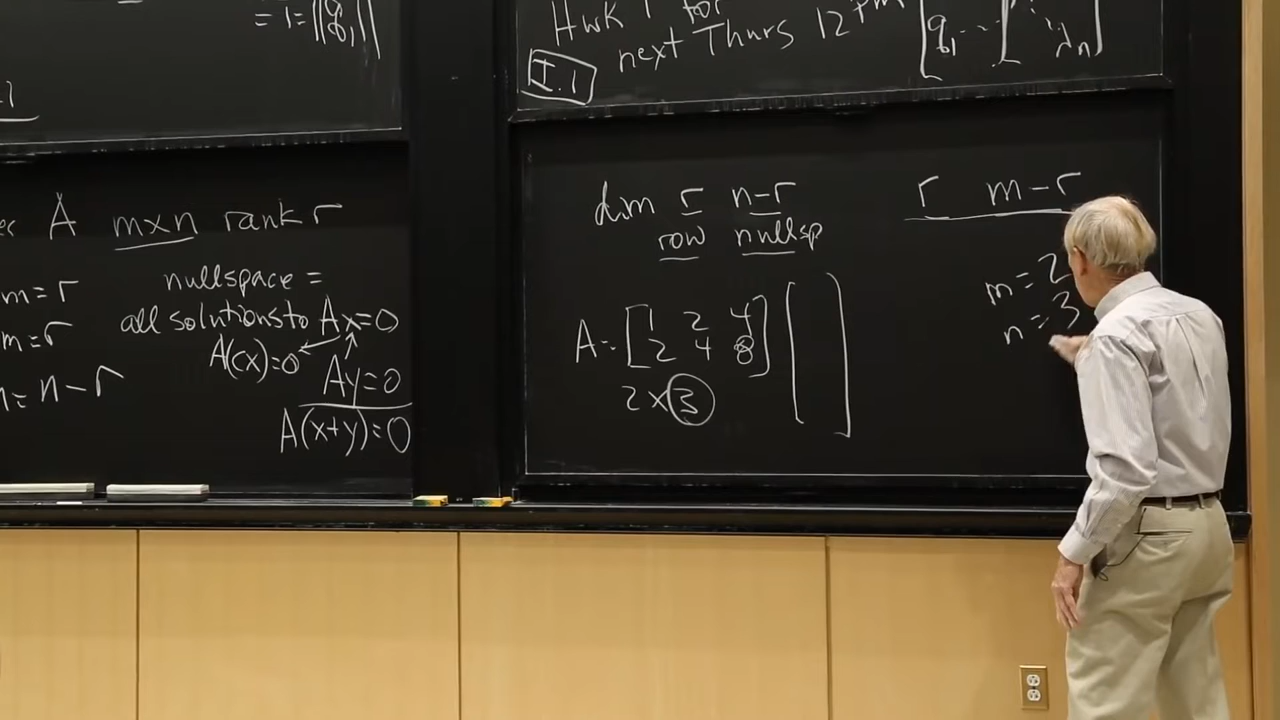 = 1 = ||q₁||
Hwk 1 for
next Thurs 12 pm
I.1
[q₁ ··
λn]
A m×n rank r
m = r
m = r
= n − r
nullspace =
all solutions to Ax = 0
A(cx) = 0
Ay = 0
A(x+y) = 0
dim r n−r
row nullsp
r m−r
m = 2
n = 3
A = [1 2 4
2 4 8]
2 × 3